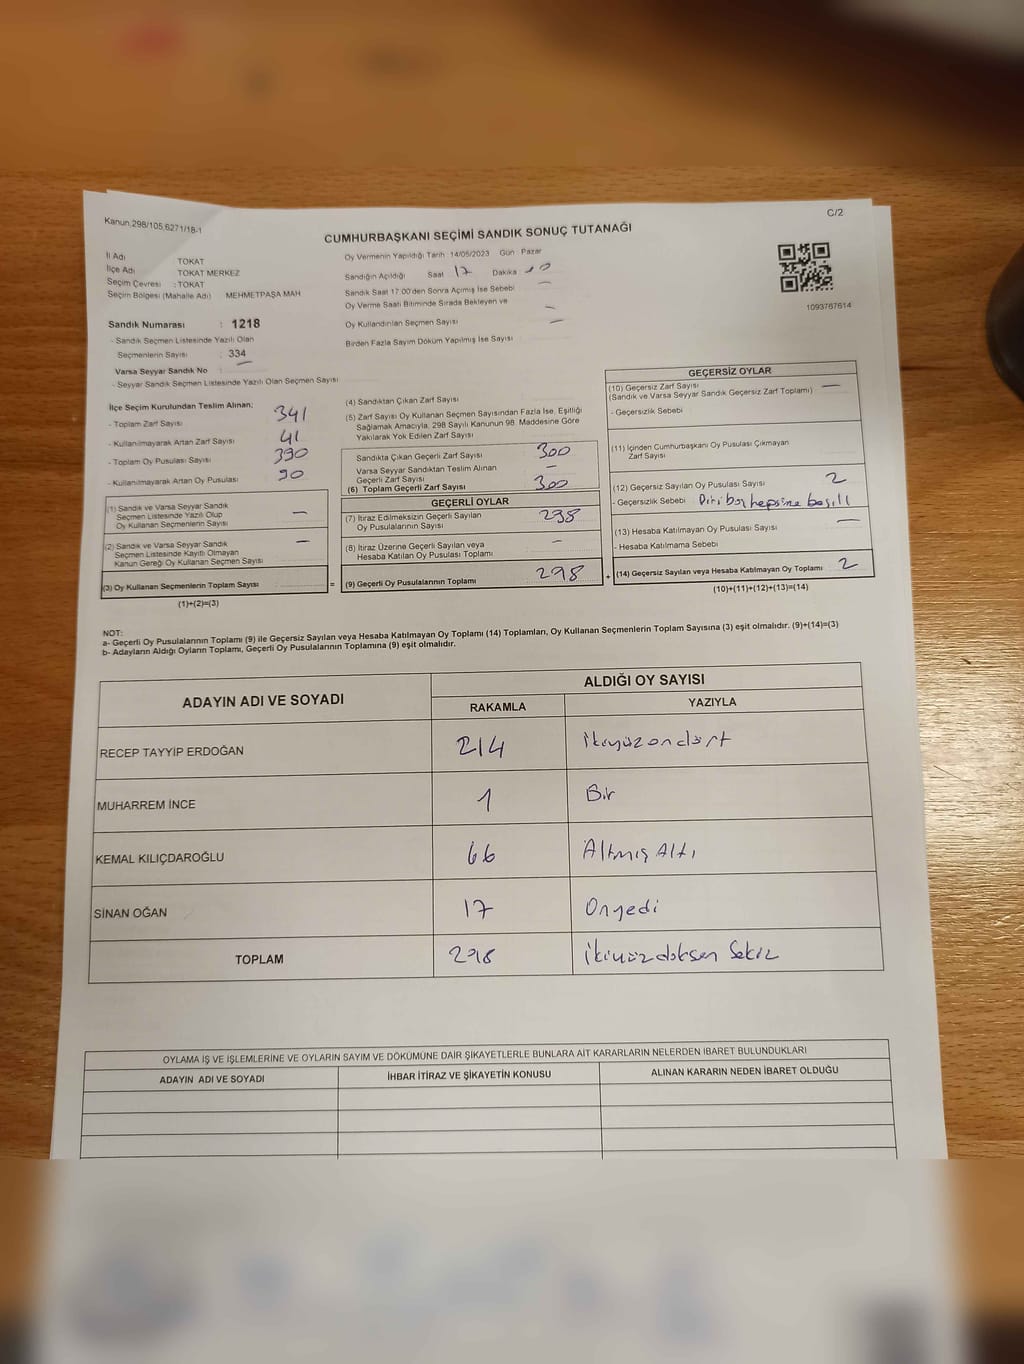 Kanun.298/105,6271/18-1
C/2
CUMHURBAŞKANI SEÇİMİ SANDIK SONUÇ TUTANAĞI
İl Adı : TOKAT
İlçe Adı : TOKAT MERKEZ
Seçim Çevresi : TOKAT
Seçim Bölgesi (Mahalle Adı) MEHMETPAŞA MAH
Sandık Numarası : 1218
- Sandık Seçmen Listesinde Yazılı Olan
Seçmenlerin Sayısı : 334
Varsa Seyyar Sandık No : —
- Seyyar Sandık Seçmen Listesinde Yazılı Olan Seçmen Sayısı
Oy Vermenin Yapıldığı Tarih: 14/05/2023 Gün Pazar
Sandığın Açıldığı Saat 17 Dakika
Sandık Saat 17:00'den Sonra Açmış İse Sebebi —
Oy Verme Saati Bitiminde Sırada Bekleyen ve
Oy Kullandırılan Seçmen Sayısı —
Birden Fazla Sayım Döküm Yapılmış İse Sayısı —
1093767614
İlçe Seçim Kurulundan Teslim Alınan;
- Toplam Zarf Sayısı 341
- Kullanılmayarak Artan Zarf Sayısı 41
- Toplam Oy Pusulası Sayısı 390
- Kullanılmayarak Artan Oy Pusulası 90
(1) Sandık ve Varsa Seyyar Sandık
Seçmen Listesinde Yazılı Olup
Oy Kullanan Seçmenlerin Sayısı —
(2) Sandık ve Varsa Seyyar Sandık
Seçmen Listesinde Kayıtlı Olmayan
Kanun Gereği Oy Kullanan Seçmen Sayısı —
(3) Oy Kullanan Seçmenlerin Toplam Sayısı =
(1)+(2)=(3)
(4) Sandıktan Çıkan Zarf Sayısı
(5) Zarf Sayısı Oy Kullanan Seçmen Sayısından Fazla İse, Eşitliği
Sağlamak Amacıyla, 298 Sayılı Kanunun 98. Maddesine Göre
Yakılarak Yok Edilen Zarf Sayısı
Sandıkta Çıkan Geçerli Zarf Sayısı 300
Varsa Seyyar Sandıktan Teslim Alınan
Geçerli Zarf Sayısı —
(6) Toplam Geçerli Zarf Sayısı 300
GEÇERLİ OYLAR
(7) İtiraz Edilmeksizin Geçerli Sayılan
Oy Pusulalarının Sayısı 298
(8) İtiraz Üzerine Geçerli Sayılan veya
Hesaba Katılan Oy Pusulası Toplamı —
(9) Geçerli Oy Pusulalarının Toplamı 298 +
GEÇERSİZ OYLAR
(10) Geçersiz Zarf Sayısı —
(Sandık ve Varsa Seyyar Sandık Geçersiz Zarf Toplamı)
- Geçersizlik Sebebi
(11) İçinden Cumhurbaşkanı Oy Pusulası Çıkmayan
Zarf Sayısı
(12) Geçersiz Sayılan Oy Pusulası Sayısı 2
- Geçersizlik Sebebi hepsine basılı
(13) Hesaba Katılmayan Oy Pusulası Sayısı —
- Hesaba Katılmama Sebebi
(14) Geçersiz Sayılan veya Hesaba Katılmayan Oy Toplamı 2
(10)+(11)+(12)+(13)=(14)
NOT:
a- Geçerli Oy Pusulalarının Toplamı (9) ile Geçersiz Sayılan veya Hesaba Katılmayan Oy Toplamı (14) Toplamları, Oy Kullanan Seçmenlerin Toplam Sayısına (3) eşit olmalıdır. (9)+(14)=(3)
b- Adayların Aldığı Oyların Toplamı, Geçerli Oy Pusulalarının Toplamına (9) eşit olmalıdır.
ADAYIN ADI VE SOYADI
ALDIĞI OY SAYISI
RAKAMLA YAZIYLA
RECEP TAYYİP ERDOĞAN 214 ikiyüzondört
MUHARREM İNCE 1 Bir
KEMAL KILIÇDAROĞLU 66 Altmış Altı
SİNAN OĞAN 17 Onyedi
TOPLAM 298 ikiyüzdoksan Sekiz
OYLAMA İŞ VE İŞLEMLERİNE VE OYLARIN SAYIM VE DÖKÜMÜNE DAİR ŞİKAYETLERLE BUNLARA AİT KARARLARIN NELERDEN İBARET BULUNDUKLARI
ADAYIN ADI VE SOYADI İHBAR İTİRAZ VE ŞİKAYETİN KONUSU ALINAN KARARIN NEDEN İBARET OLDUĞU